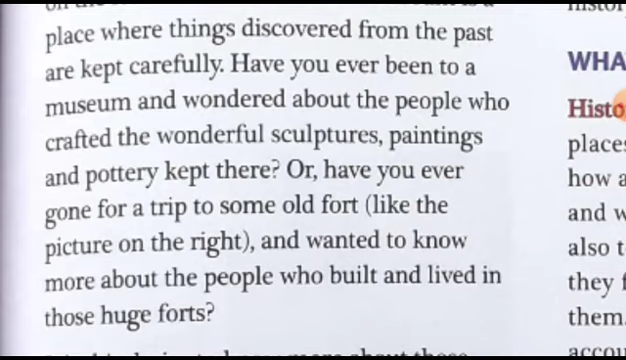 place where things discovered from the past
are kept carefully. Have you ever been to a
museum and wondered about the people who
crafted the wonderful sculptures, paintings
and pottery kept there? Or, have you ever
gone for a trip to some old fort (like the
picture on the right), and wanted to know
more about the people who built and lived in
those huge forts?
WHA
Histo
places
how a
and w
also t
they f
them.